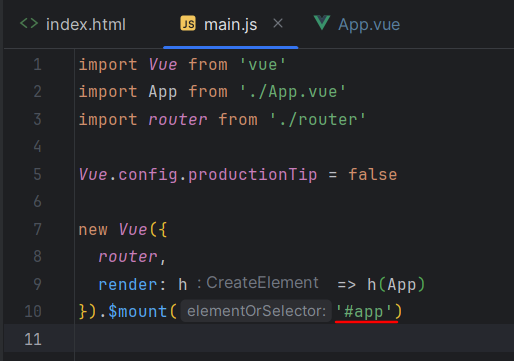 index.html
JS main.js ×
App.vue
1 import Vue from 'vue'
2 import App from './App.vue'
3 import router from './router'
4
5 Vue.config.productionTip = false
6
7 new Vue({
8   router,
9   render: h : CreateElement => h(App)
10 }).$mount( elementOrSelector: '#app')
11